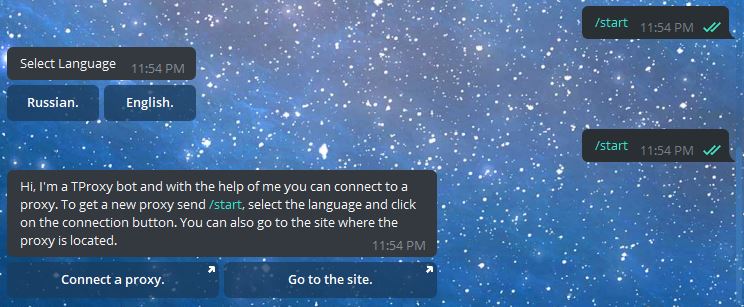 /start 11:54 PM
Select Language 11:54 PM
Russian. English.
/start 11:54 PM
Hi, I'm a TProxy bot and with the help of me you can connect to a
proxy. To get a new proxy send /start, select the language and click
on the connection button. You can also go to the site where the
proxy is located. 11:54 PM
Connect a proxy. Go to the site.